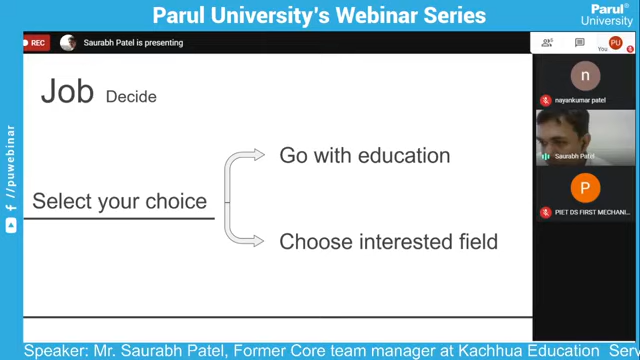 Parul University's Webinar Series
Parul®
University
REC
Saurabh Patel is presenting
You
PU
Job Decide
n
nayankumar patel
Go with education
Saurabh Patel
Select your choice
P
PIET DS FIRST MECHANI
Choose interested field
/puwebinar
Speaker: Mr. Saurabh Patel, Former Core team manager at Kachhua Education Serv